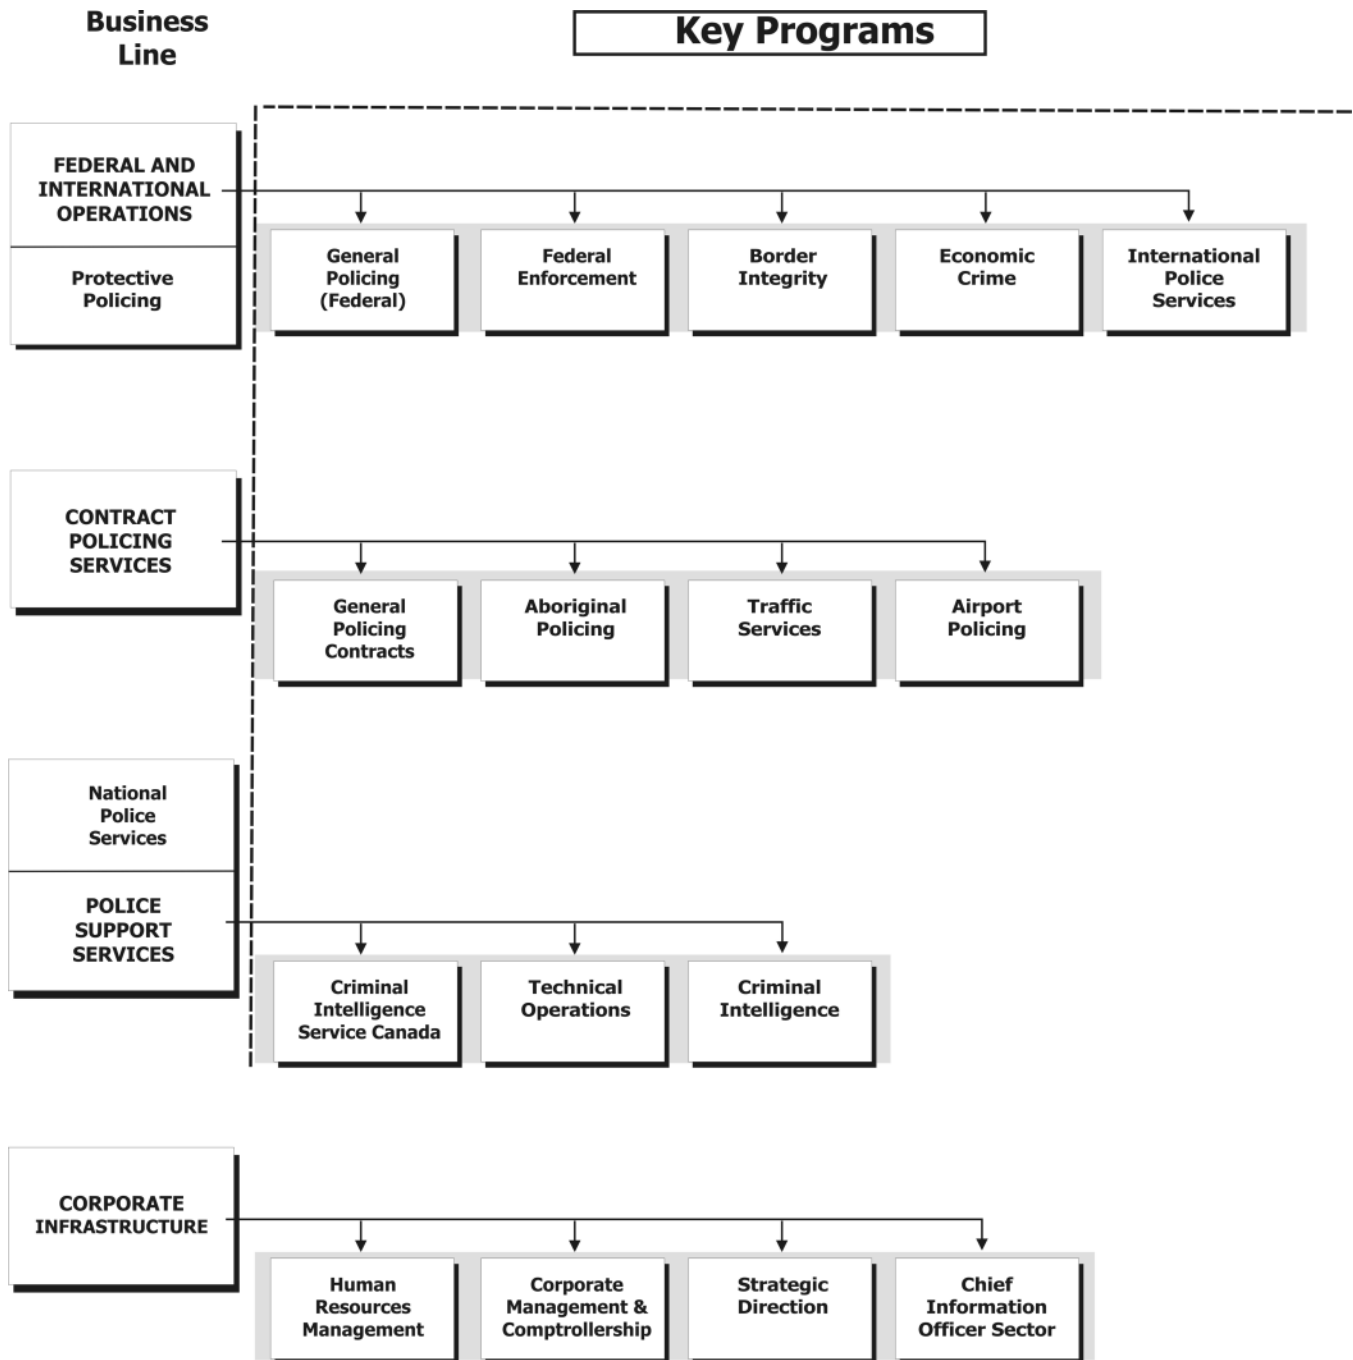 Business
Line
Key Programs
FEDERAL AND
INTERNATIONAL
OPERATIONS
Protective
Policing
General
Policing
(Federal)
Federal
Enforcement
Border
Integrity
Economic
Crime
International
Police
Services
CONTRACT
POLICING
SERVICES
General
Policing
Contracts
Aboriginal
Policing
Traffic
Services
Airport
Policing
National
Police
Services
POLICE
SUPPORT
SERVICES
Criminal
Intelligence
Service Canada
Technical
Operations
Criminal
Intelligence
CORPORATE
INFRASTRUCTURE
Human
Resources
Management
Corporate
Management &
Comptrollership
Strategic
Direction
Chief
Information
Officer Sector